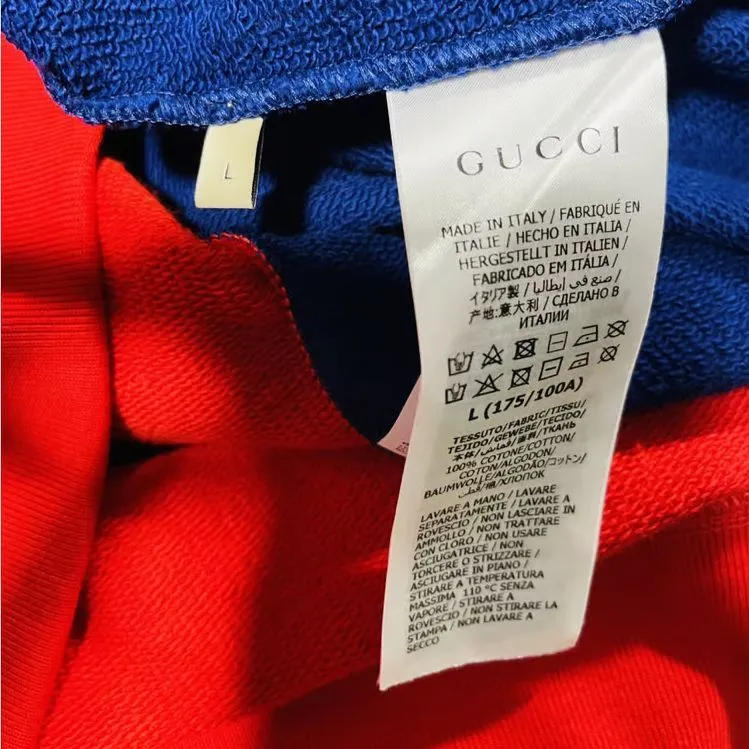 L
GUCCI
MADE IN ITALY / FABRIQUÉ EN
ITALIE / HECHO EN ITALIA /
HERGESTELLT IN ITALIEN /
FABRICADO EM ITÁLIA /
イタリア製 / صنع في إيطاليا /
产地:意大利 / СДЕЛАНО В
ИТАЛИИ
L (175/100A)
TESSUTO/FABRIC/TISSU/
TEJIDO/GEWEBE/TECIDO/
本体/قماش/面料/ТКАНЬ
100% COTONE/COTTON/
COTON/ALGODON/
BAUMWOLLE/ALGODÃO/コットン/
قطن/棉/ХЛОПОК
LAVARE A MANO / LAVARE
SEPARATAMENTE / LAVARE A
ROVESCIO / NON LASCIARE IN
AMMOLLO / NON TRATTARE
CON CLORO / NON USARE
ASCIUGATRICE / NON
TORCERE O STRIZZARE /
ASCIUGARE IN PIANO /
STIRARE A TEMPERATURA
MASSIMA 110 °C SENZA
VAPORE / STIRARE A
ROVESCIO / NON STIRARE LA
STAMPA / NON LAVARE A
SECCO